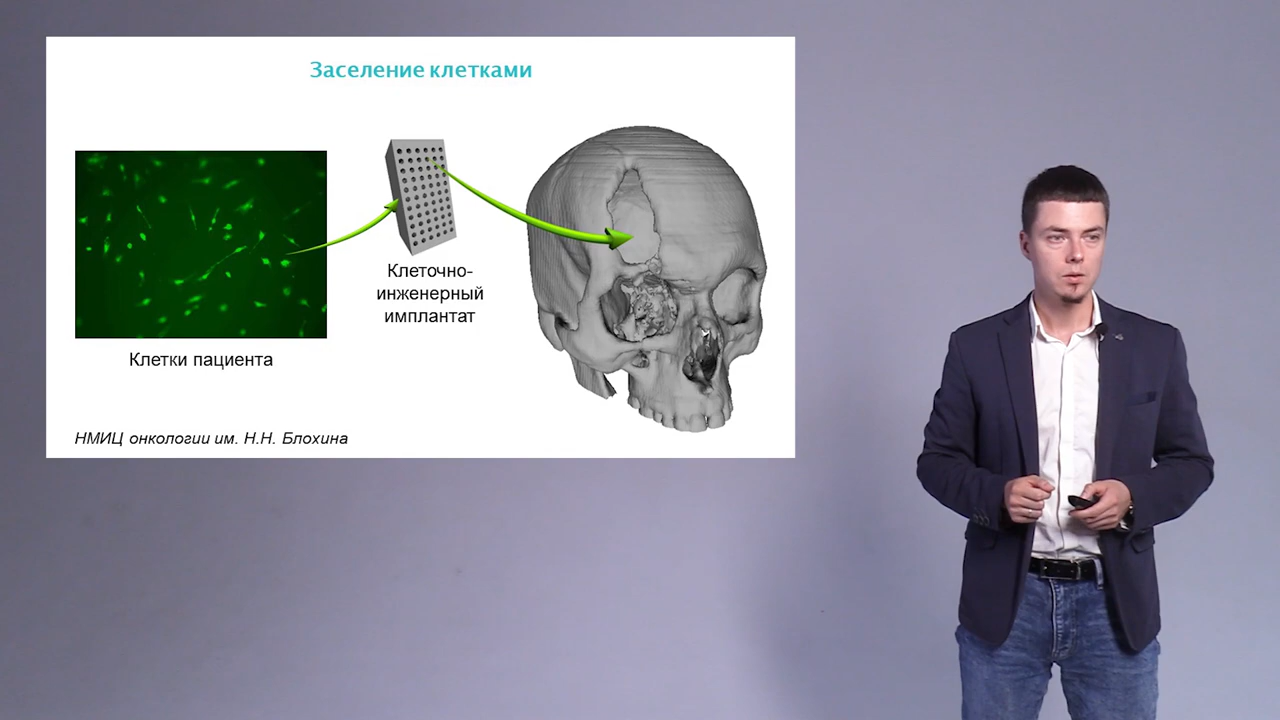 Заселение клетками
Клеточно-
инженерный
имплантат
Клетки пациента
НМИЦ онкологии им. Н.Н. Блохина